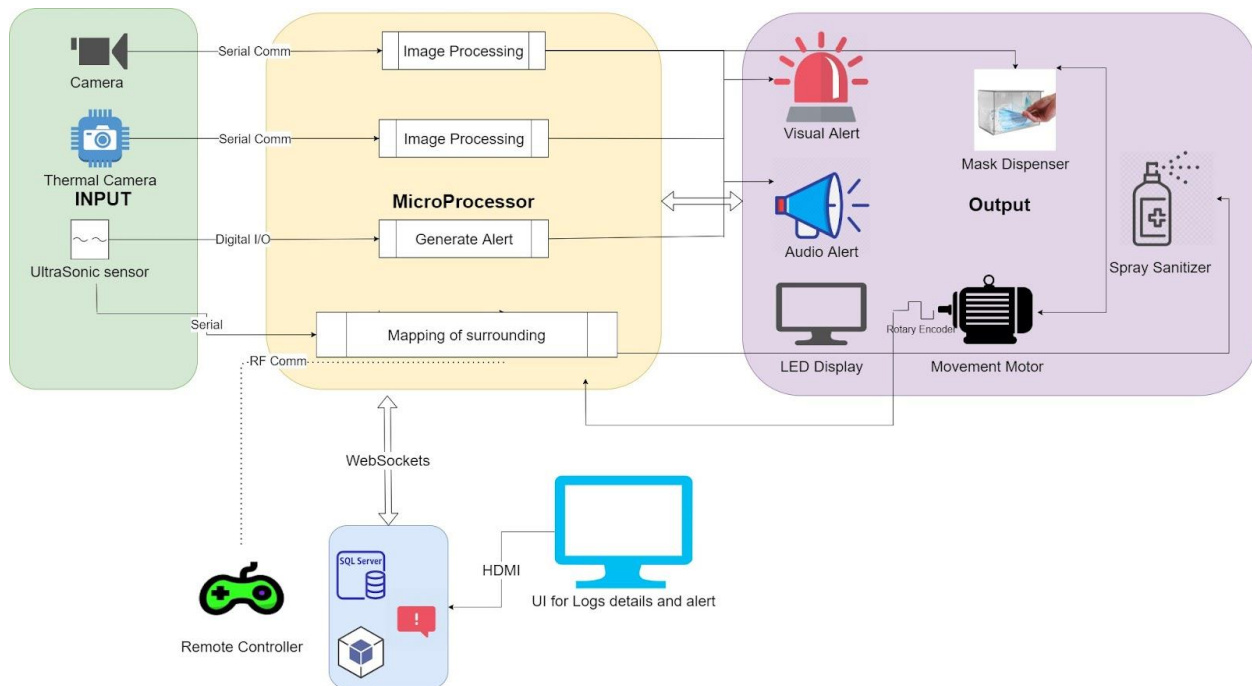 Camera
Thermal Camera
INPUT
UltraSonic sensor
Serial Comm
Serial Comm
Digital I/O
Serial
RF Comm
Image Processing
Image Processing
MicroProcessor
Generate Alert
Mapping of surrounding
Visual Alert
Audio Alert
LED Display
Mask Dispenser
Output
Spray Sanitizer
Rotary Encoder
Movement Motor
WebSockets
SQL Server
!
HDMI
UI for Logs details and alert
Remote Controller